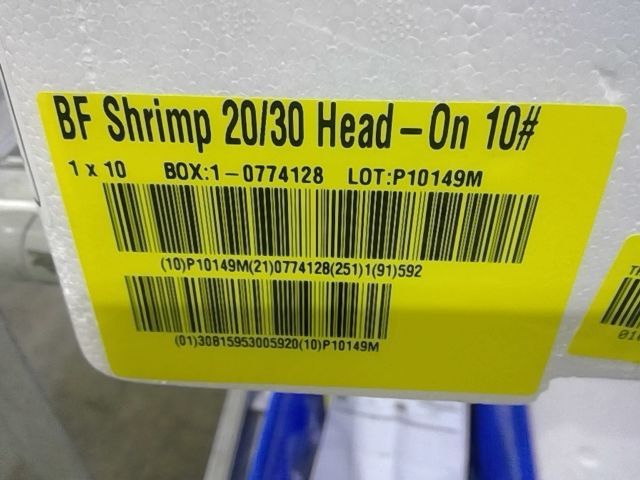 BF Shrimp 20/30 Head-On 10#
1 x 10 BOX:1-0774128 LOT:P10149M
(10)P10149M(21)0774128(251)1(91)592
(01)30815953005920(10)P10149M